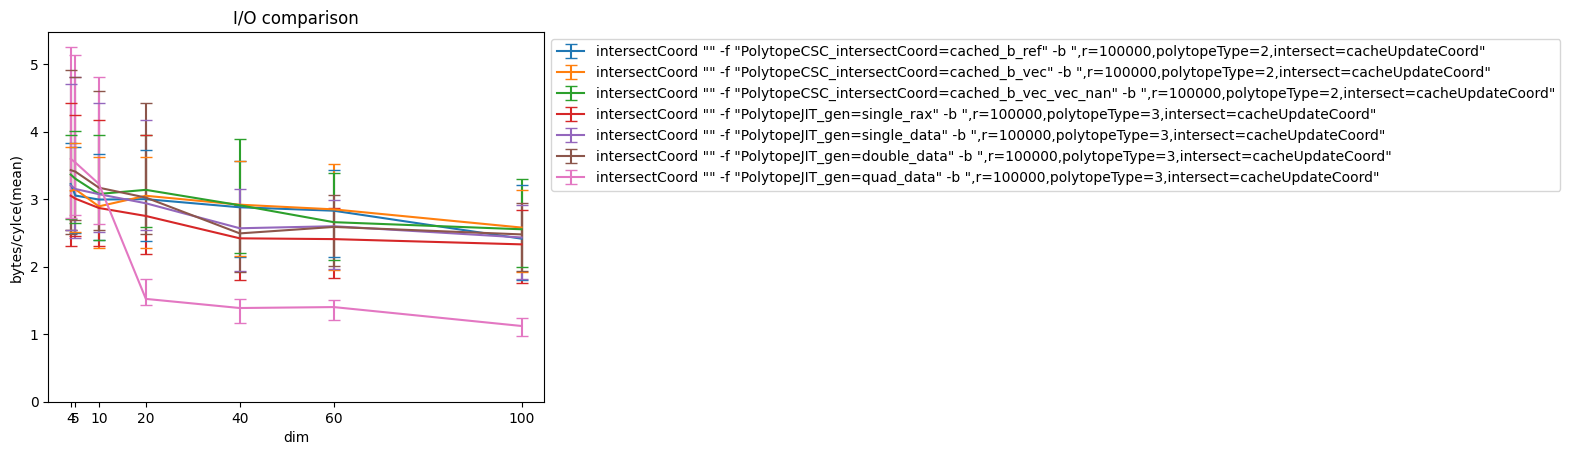 I/O comparison
bytes/cylce(mean)
5
4
3
2
1
0
4 5 10 20 40 60 100
dim
intersectCoord "" -f "PolytopeCSC_intersectCoord=cached_b_ref" -b ",r=100000,polytopeType=2,intersect=cacheUpdateCoord"
intersectCoord "" -f "PolytopeCSC_intersectCoord=cached_b_vec" -b ",r=100000,polytopeType=2,intersect=cacheUpdateCoord"
intersectCoord "" -f "PolytopeCSC_intersectCoord=cached_b_vec_vec_nan" -b ",r=100000,polytopeType=2,intersect=cacheUpdateCoord"
intersectCoord "" -f "PolytopeJIT_gen=single_rax" -b ",r=100000,polytopeType=3,intersect=cacheUpdateCoord"
intersectCoord "" -f "PolytopeJIT_gen=single_data" -b ",r=100000,polytopeType=3,intersect=cacheUpdateCoord"
intersectCoord "" -f "PolytopeJIT_gen=double_data" -b ",r=100000,polytopeType=3,intersect=cacheUpdateCoord"
intersectCoord "" -f "PolytopeJIT_gen=quad_data" -b ",r=100000,polytopeType=3,intersect=cacheUpdateCoord"